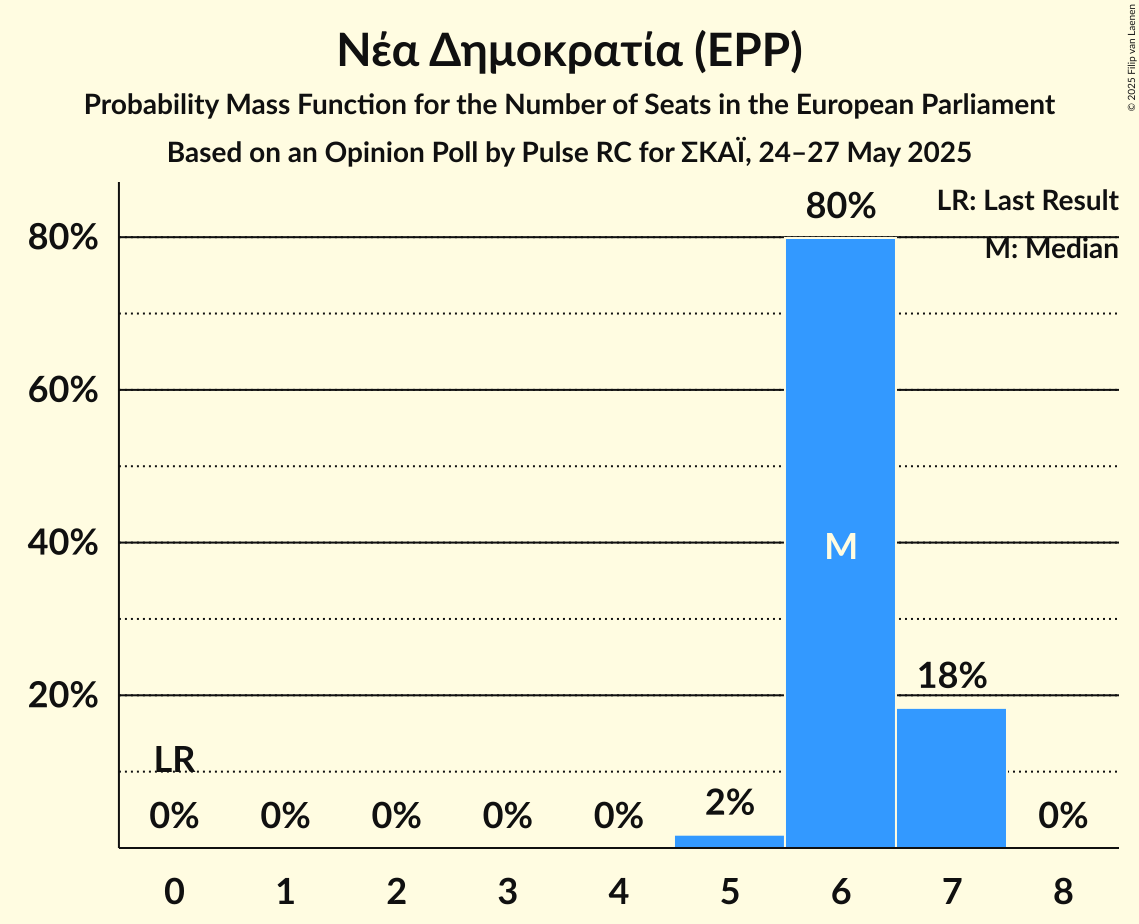 Νέα Δημοκρατία (EPP)
Probability Mass Function for the Number of Seats in the European Parliament
Based on an Opinion Poll by Pulse RC for ΣΚΑΪ, 24–27 May 2025
© 2025 Filip van Laenen
LR: Last Result
M: Median
80%
60%
40%
20%
LR
0%
0%
0%
0%
0%
2%
80%
M
18%
0%
0
1
2
3
4
5
6
7
8